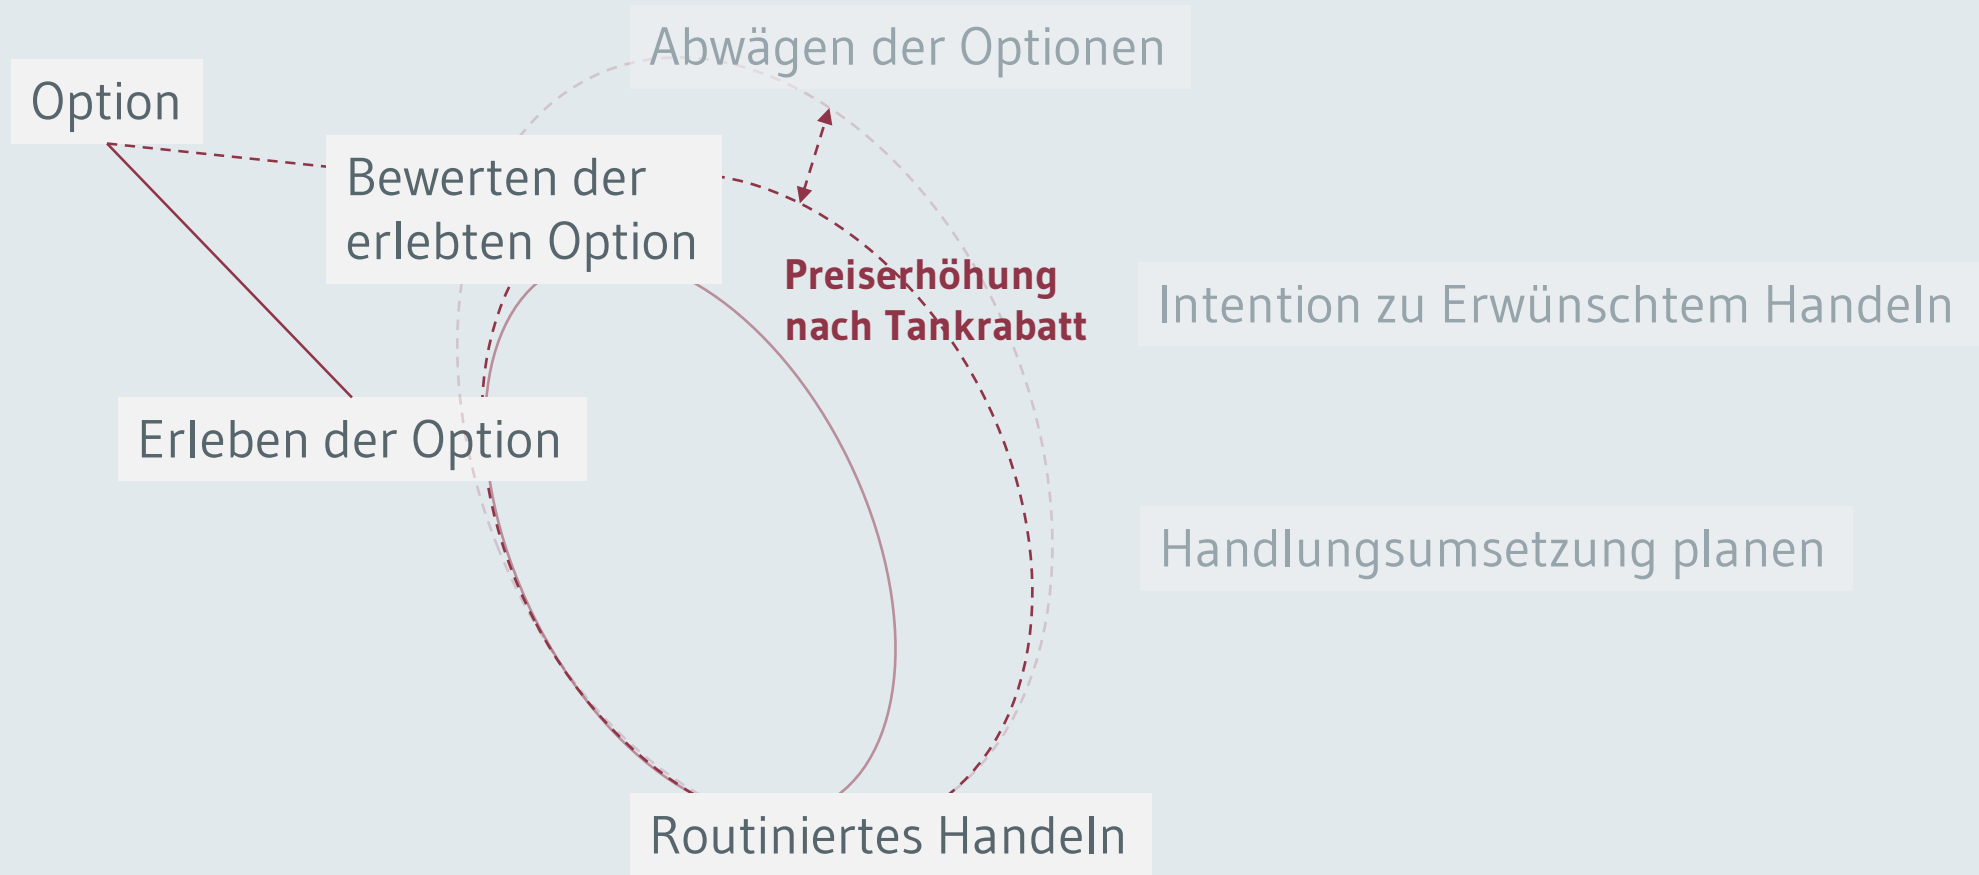 Abwägen der Optionen
Option
Bewerten der
erlebten Option
Preiserhöhung
nach Tankrabatt
Intention zu Erwünschtem Handeln
Erleben der Option
Handlungsumsetzung planen
Routiniertes Handeln